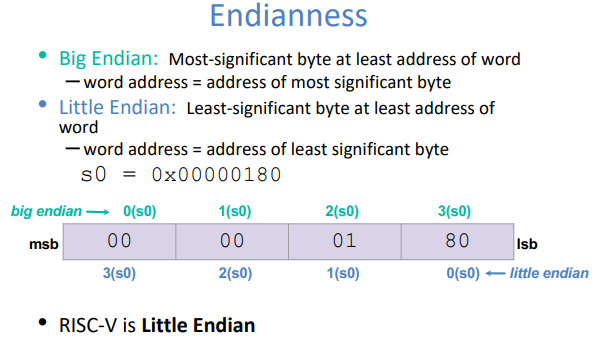 Endianness
• Big Endian: Most-significant byte at least address of word
– word address = address of most significant byte
• Little Endian: Least-significant byte at least address of
word
– word address = address of least significant byte
s0 = 0x00000180
big endian → 0(s0) 1(s0) 2(s0) 3(s0)
msb 00 00 01 80 lsb
3(s0) 2(s0) 1(s0) 0(s0) ← little endian
• RISC-V is Little Endian